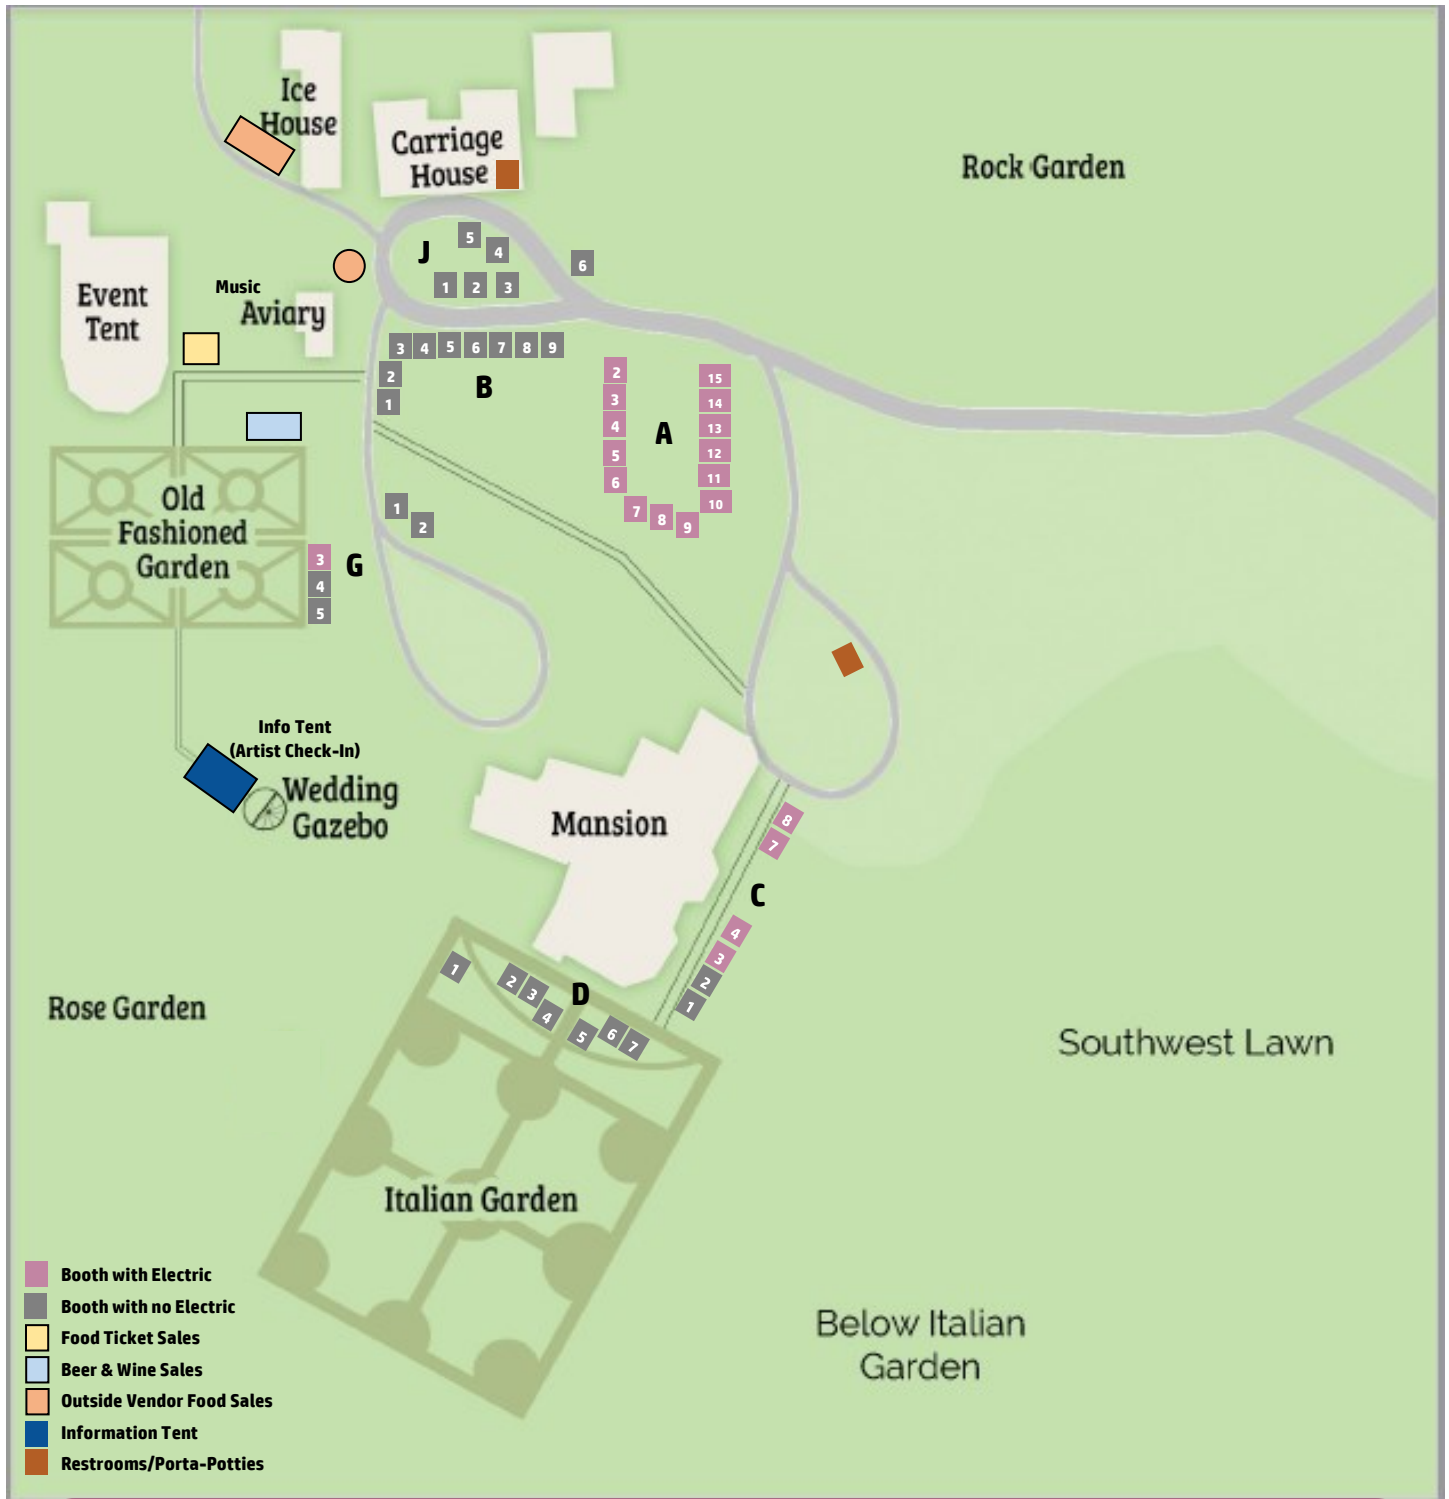 Ice
House
Carriage
House
Rock Garden
J
5
4
6
1 2 3
Event
Tent
Music
Aviary
3 4 5 6 7 8 9
2
1
B
2
3
4
5
6
7
8
9
A
15
14
13
12
11
10
Old
Fashioned
Garden
1
2
3
4
5
G
Info Tent
(Artist Check-In)
Wedding
Gazebo
Mansion
8
7
C
4
3
2
1
1
2
3
4
D
5
6
7
Rose Garden
Southwest Lawn
Italian Garden
Below Italian
Garden
Booth with Electric
Booth with no Electric
Food Ticket Sales
Beer & Wine Sales
Outside Vendor Food Sales
Information Tent
Restrooms/Porta-Potties